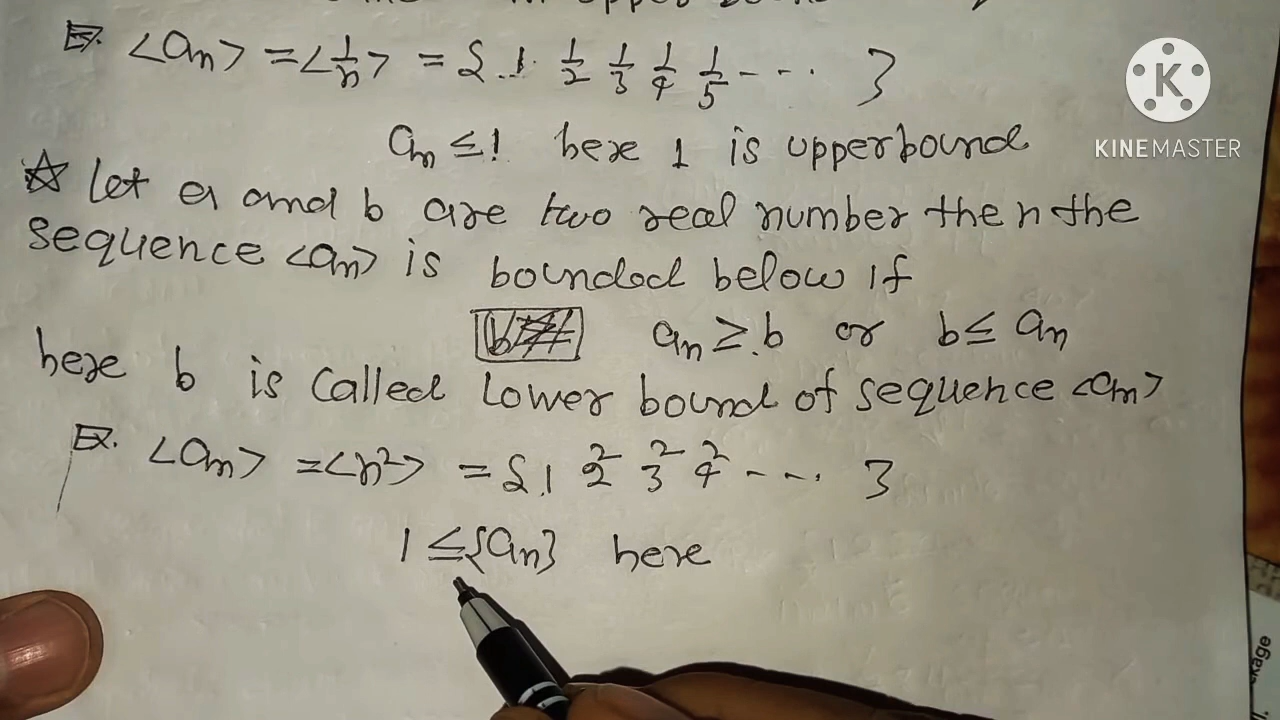 Ex. <an> = <1/n> = { 1 1/2 1/3 1/4 1/5 - - - }
KINEMASTER
an ≤ 1 here 1 is upperbound
☆ Let a and b are two real number then the
sequence <an> is bounded below if
an ≥ b or b ≤ an
here b is called Lower bound of sequence <an>
Ex. <an> = <n²> = { 1 2² 3² 4² - - - }
1 ≤ {an} here